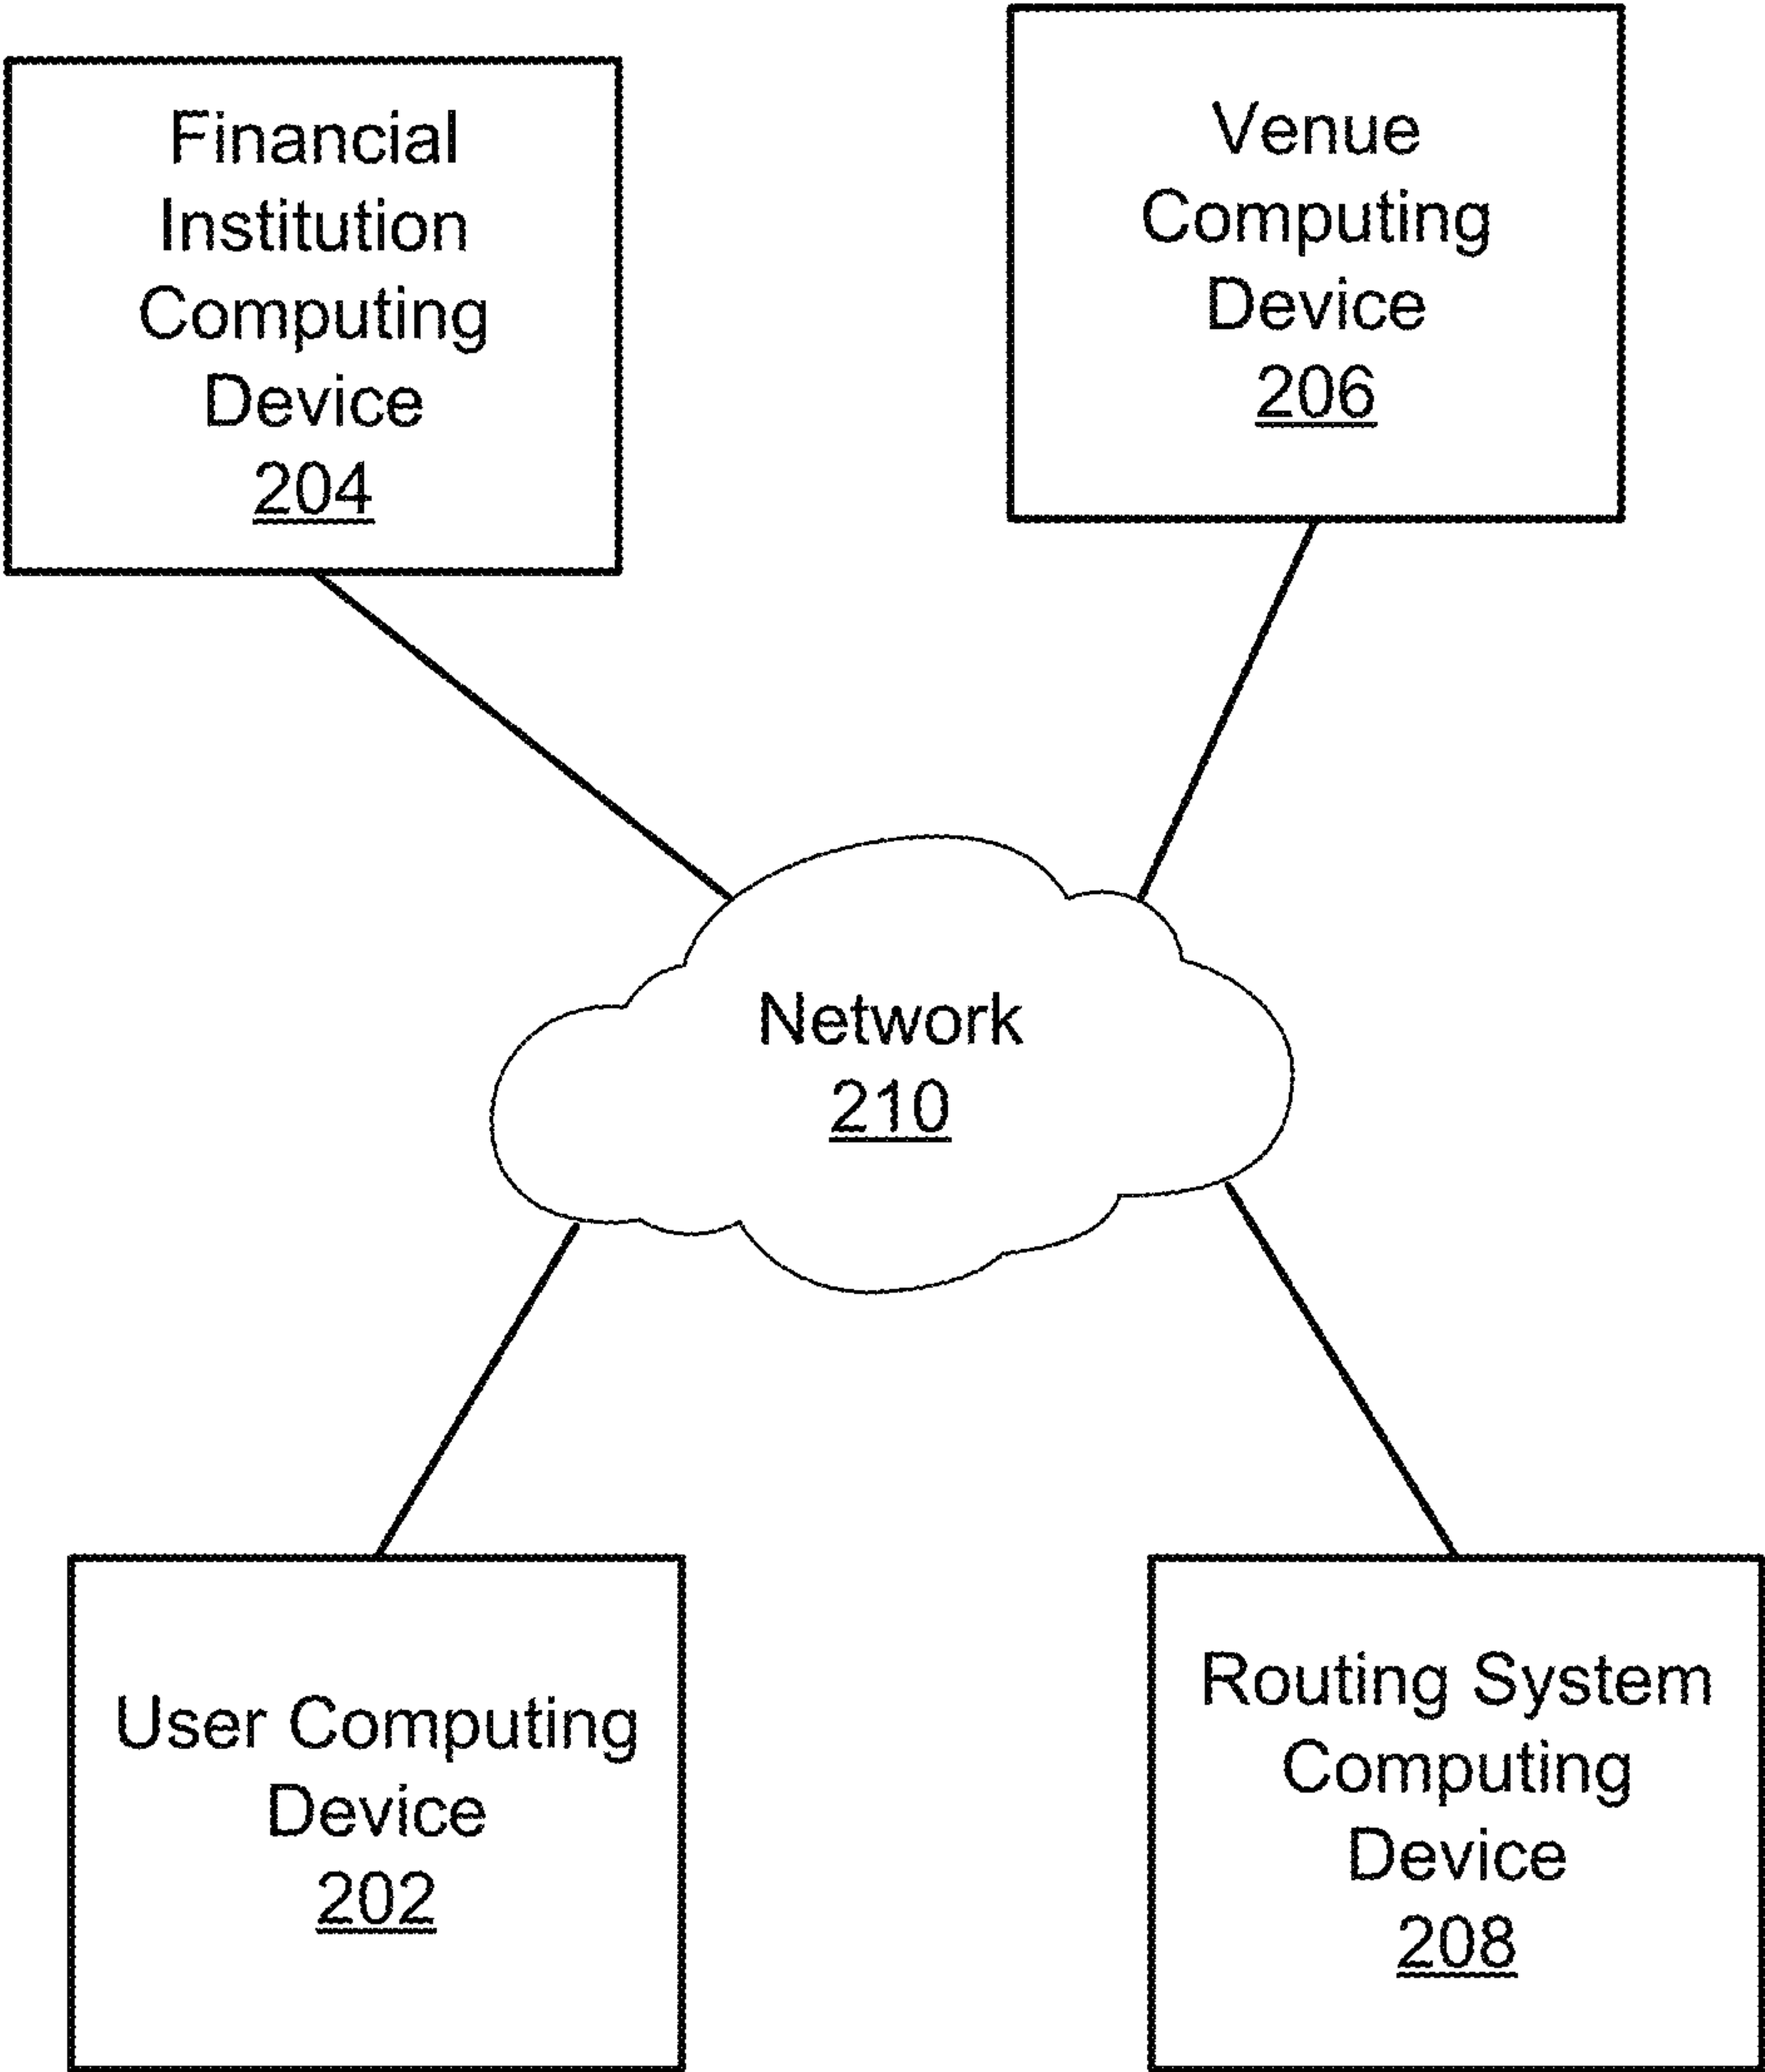 Financial
Institution
Computing
Device
204
Venue
Computing
Device
206
Network
210
User Computing
Device
202
Routing System
Computing
Device
208